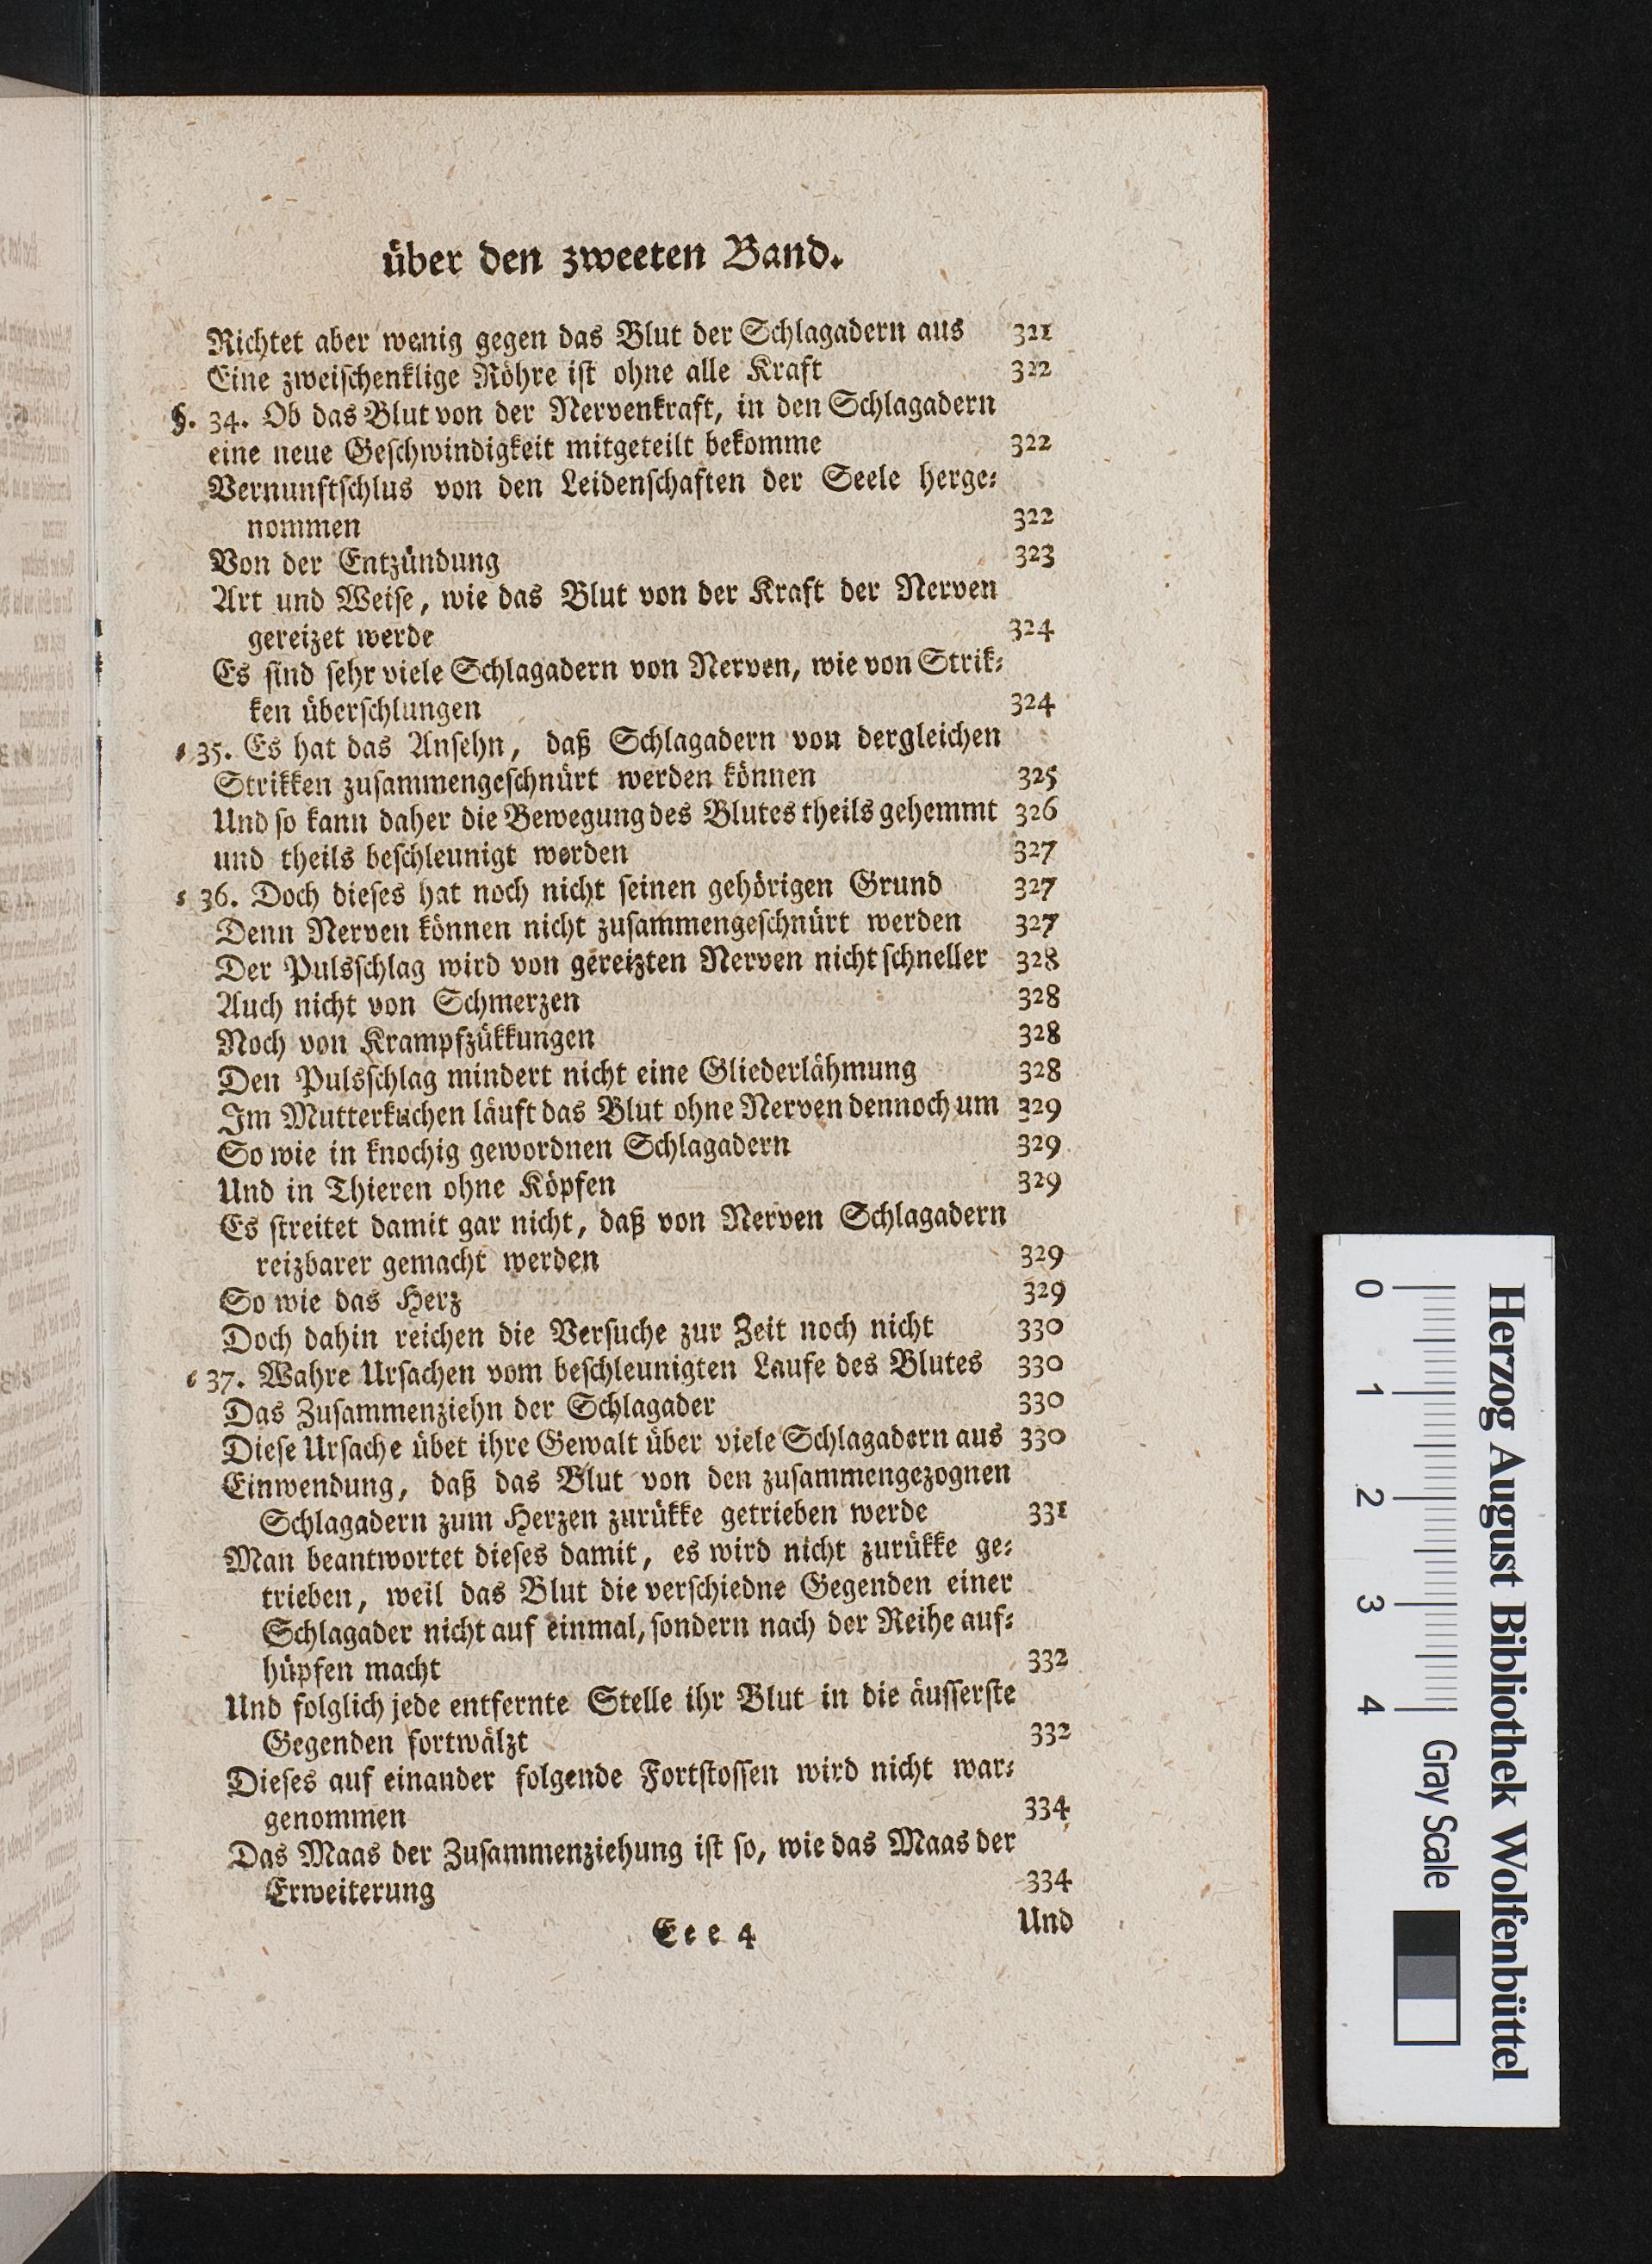 über den zweeten Band.
Richtet aber wenig gegen das Blut der Schlagadern aus 321
Eine zweischenklige Röhre ist ohne alle Kraft 322
§. 34. Ob das Blut von der Nervenkraft, in den Schlagadern
eine neue Geschwindigkeit mitgeteilt bekomme 322
Vernunftschlus von den Leidenschaften der Seele herge⸗
nommen 322
Von der Entzündung 323
Art und Weise, wie das Blut von der Kraft der Nerven
gereizet werde 324
Es sind sehr viele Schlagadern von Nerven, wie von Strik⸗
ken überschlungen 324
⸗ 35. Es hat das Ansehn, daß Schlagadern von dergleichen
Strikken zusammengeschnürt werden können 325
Und so kann daher die Bewegung des Blutes theils gehemmt 326
und theils beschleunigt werden 327
⸗ 36. Doch dieses hat noch nicht seinen gehörigen Grund 327
Denn Nerven können nicht zusammengeschnürt werden 327
Der Pulsschlag wird von gereizten Nerven nicht schneller 328
Auch nicht von Schmerzen 328
Noch von Krampfzükkungen 328
Den Pulsschlag mindert nicht eine Gliederlähmung 328
Im Mutterkuchen läuft das Blut ohne Nerven dennoch um 329
So wie in knochig gewordnen Schlagadern 329
Und in Thieren ohne Köpfen 329
Es streitet damit gar nicht, daß von Nerven Schlagadern
reizbarer gemacht werden 329
So wie das Herz 329
Doch dahin reichen die Versuche zur Zeit noch nicht 330
⸗ 37. Wahre Ursachen vom beschleunigten Laufe des Blutes 330
Das Zusammenziehn der Schlagader 330
Diese Ursache übet ihre Gewalt über viele Schlagadern aus 330
Einwendung, daß das Blut von den zusammengezognen
Schlagadern zum Herzen zurükke getrieben werde 331
Man beantwortet dieses damit, es wird nicht zurükke ge⸗
trieben, weil das Blut die verschiedne Gegenden einer
Schlagader nicht auf einmal, sondern nach der Reihe auf⸗
hüpfen macht 332
Und folglich jede entfernte Stelle ihr Blut in die äusserste
Gegenden fortwälzt 332
Dieses auf einander folgende Fortstossen wird nicht war⸗
genommen 334
Das Maas der Zusammenziehung ist so, wie das Maas der
Erweiterung 334
Eee 4 Und
Herzog August Bibliothek Wolfenbüttel
0 1 2 3 4 Gray Scale